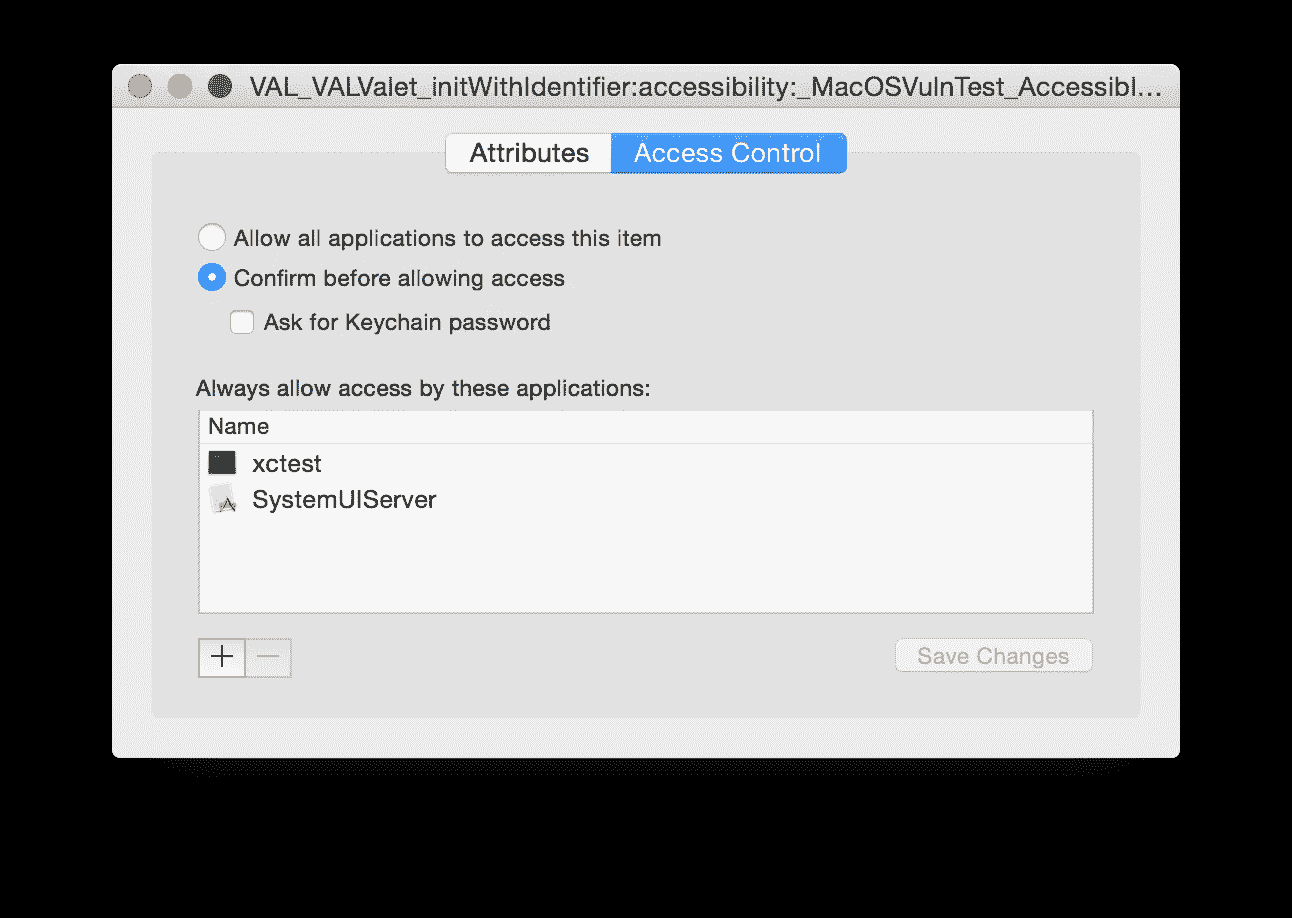 VAL_VALValet_initWithIdentifier:accessibility:_MacOSVulnTest_Accessibl...
Attributes Access Control
Allow all applications to access this item
Confirm before allowing access
Ask for Keychain password
Always allow access by these applications:
Name
xctest
SystemUIServer
Save Changes